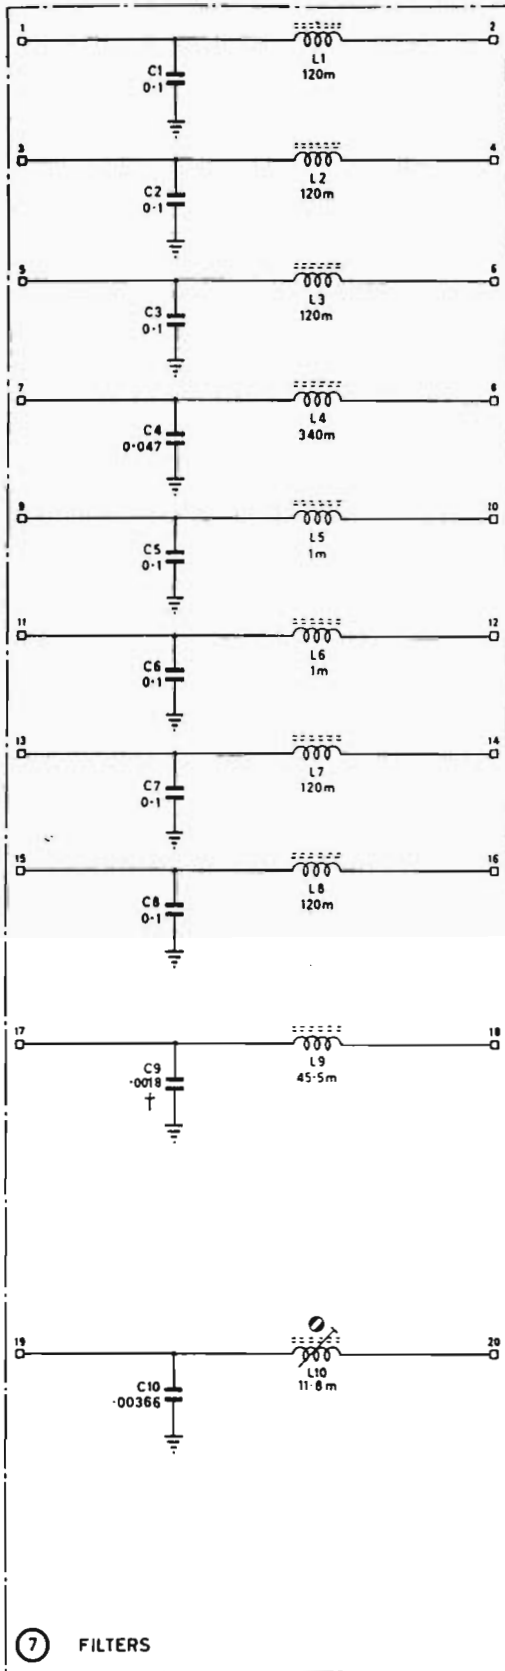 1 2
L1
120m
C1
0·1
3 4
L2
120m
C2
0·1
5 6
L3
120m
C3
0·1
7 8
L4
340m
C4
0·047
9 10
L5
1m
C5
0·1
11 12
L6
1m
C6
0·1
13 14
L7
120m
C7
0·1
15 16
L8
120m
C8
0·1
17 18
L9
45·5m
C9
·0018
†
19 20
L10
11·8m
C10
·00366
7 FILTERS